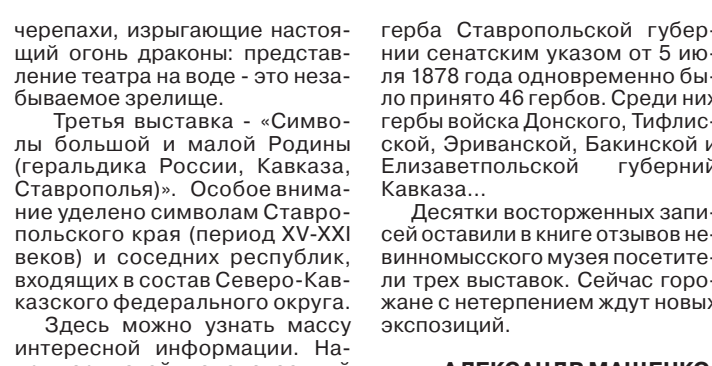 черепахи, изрыгающие настоя-
щий огонь драконы: представ-
ление театра на воде - это неза-
бываемое зрелище.
Третья выставка - «Симво-
лы большой и малой Родины
(геральдика России, Кавказа,
Ставрополья)». Особое внима-
ние уделено символам Ставро-
польского края (период XV-XXI
веков) и соседних республик,
входящих в состав Северо-Кав-
казского федерального округа.
Здесь можно узнать массу
интересной информации. На-
герба Ставропольской губер-
нии сенатским указом от 5 ию-
ля 1878 года одновременно бы-
ло принято 46 гербов. Среди них
гербы войска Донского, Тифлис-
ской, Эриванской, Бакинской и
Елизаветпольской губерний
Кавказа...
Десятки восторженных запи-
сей оставили в книге отзывов не-
винномысского музея посетите-
ли трех выставок. Сейчас горо-
жане с нетерпением ждут новых
экспозиций.
АЛЕКСАНДР МАЩЕНКО